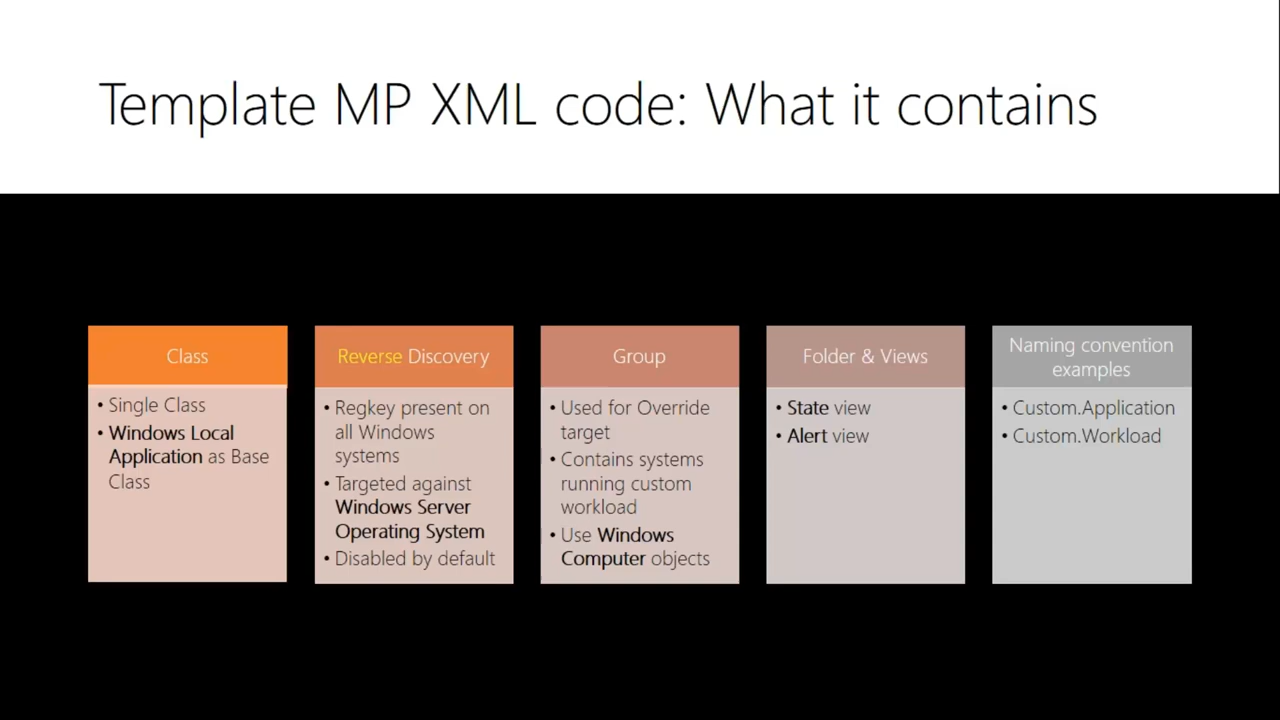 Template MP XML code: What it contains
Class
• Single Class
• Windows Local
Application as Base
Class
Reverse Discovery
• Regkey present on
all Windows
systems
• Targeted against
Windows Server
Operating System
• Disabled by default
Group
• Used for Override
target
• Contains systems
running custom
workload
• Use Windows
Computer objects
Folder & Views
• State view
• Alert view
Naming convention
examples
• Custom.Application
• Custom.Workload